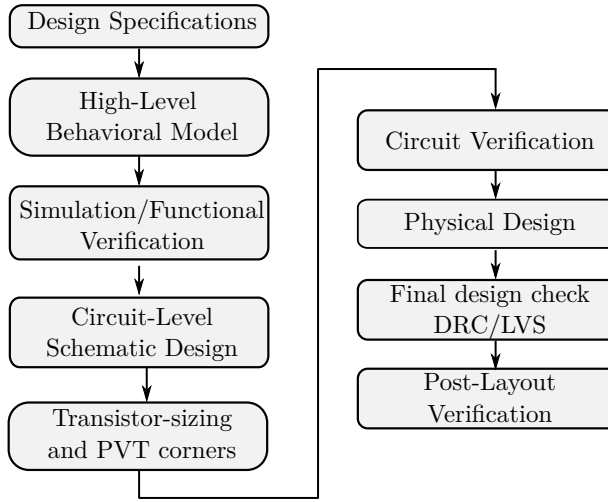 Design Specifications
High-Level
Behavioral Model
Simulation/Functional
Verification
Circuit-Level
Schematic Design
Transistor-sizing
and PVT corners
Circuit Verification
Physical Design
Final design check
DRC/LVS
Post-Layout
Verification